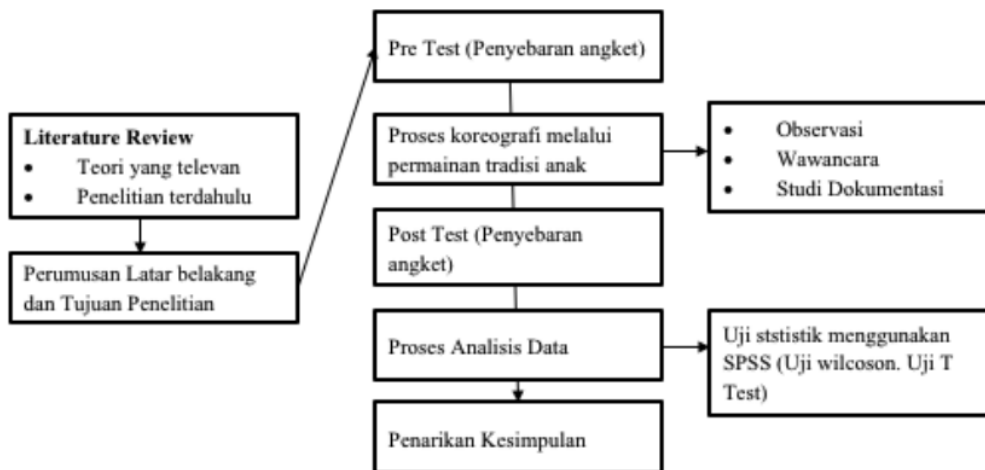 Literature Review
• Teori yang televan
• Penelitian terdahulu
Perumusan Latar belakang
dan Tujuan Penelitian
Pre Test (Penyebaran angket)
Proses koreografi melalui
permainan tradisi anak
• Observasi
• Wawancara
• Studi Dokumentasi
Post Test (Penyebaran
angket)
Proses Analisis Data
Uji ststistik menggunakan
SPSS (Uji wilcoson. Uji T
Test)
Penarikan Kesimpulan